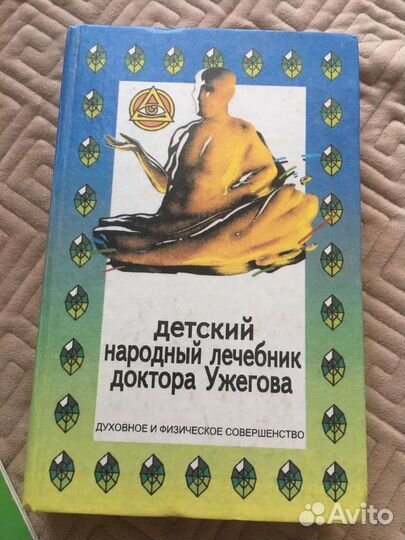 детский
народный лечебник
доктора Ужегова
ДУХОВНОЕ И ФИЗИЧЕСКОЕ СОВЕРШЕНСТВО
Avito